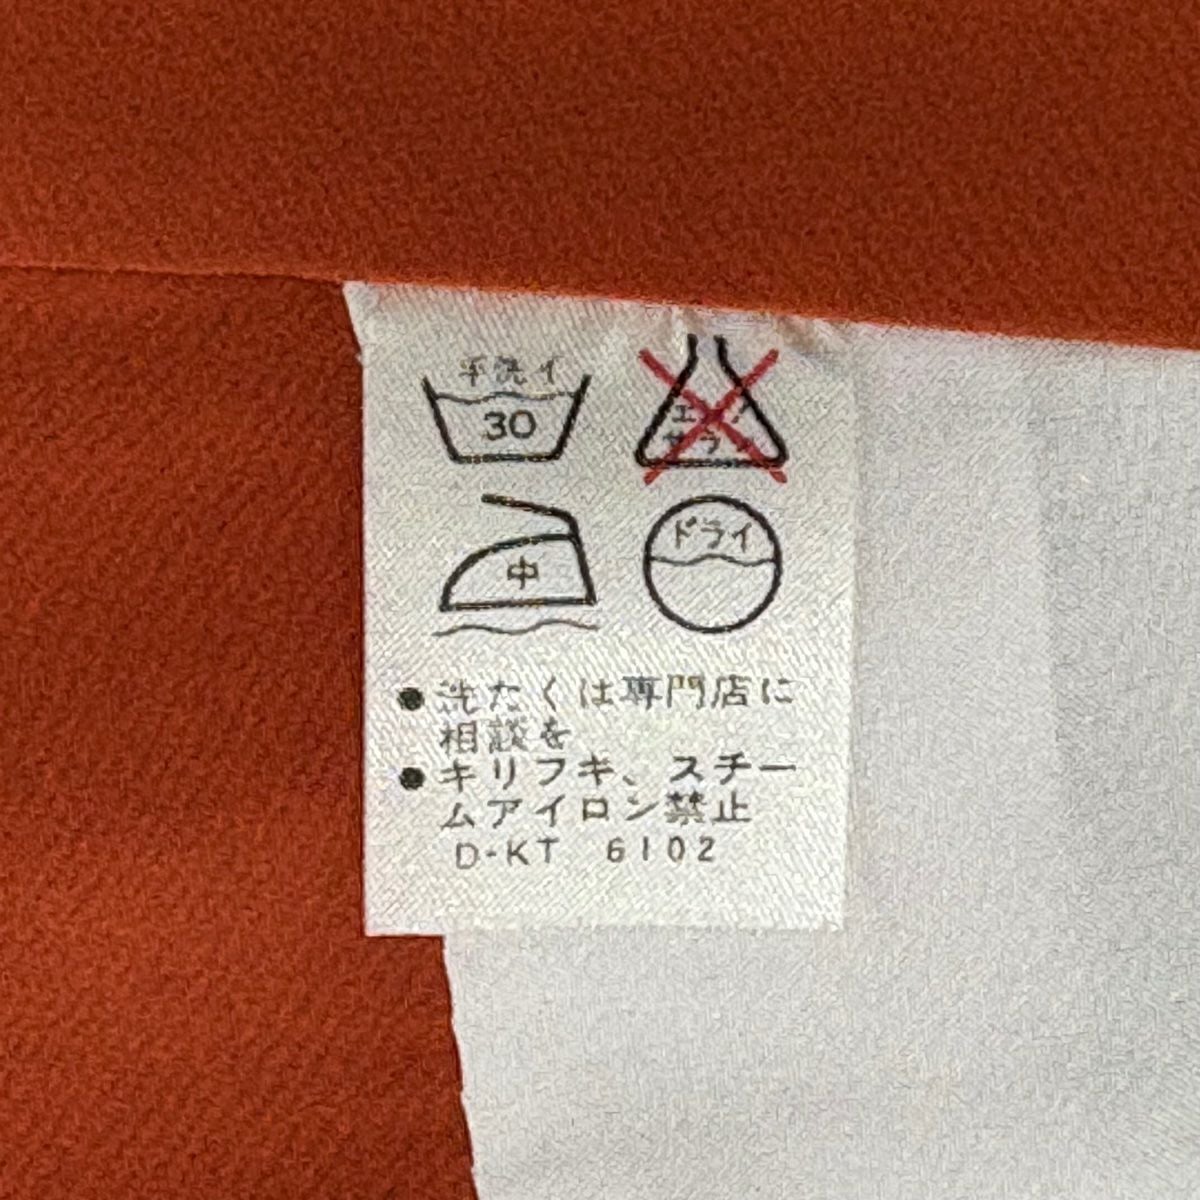 手洗イ
30
エンソ
サラシ
中
ドライ
●洗たくは専門店に
相談を
●キリフキ、スチー
ムアイロン禁止
D-KT 6102